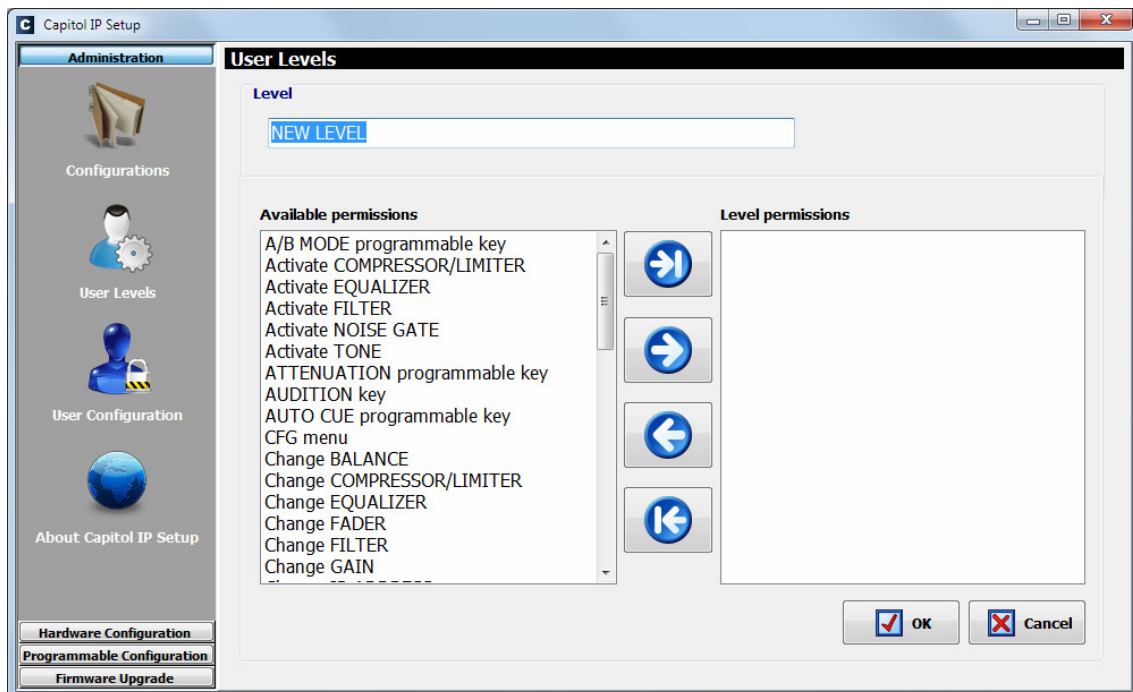 Capitol IP Setup
Administration
User Levels
Level
NEW LEVEL
Configurations
Available permissions
Level permissions
A/B MODE programmable key
Activate COMPRESSOR/LIMITER
Activate EQUALIZER
User Levels
Activate FILTER
Activate NOISE GATE
Activate TONE
ATTENUATION programmable key
AUDITION key
AUTO CUE programmable key
User Configuration
CFG menu
Change BALANCE
Change COMPRESSOR/LIMITER
Change EQUALIZER
Change FADER
About Capitol IP Setup
Change FILTER
Change GAIN
OK
Cancel
Hardware Configuration
Programmable Configuration
Firmware Upgrade